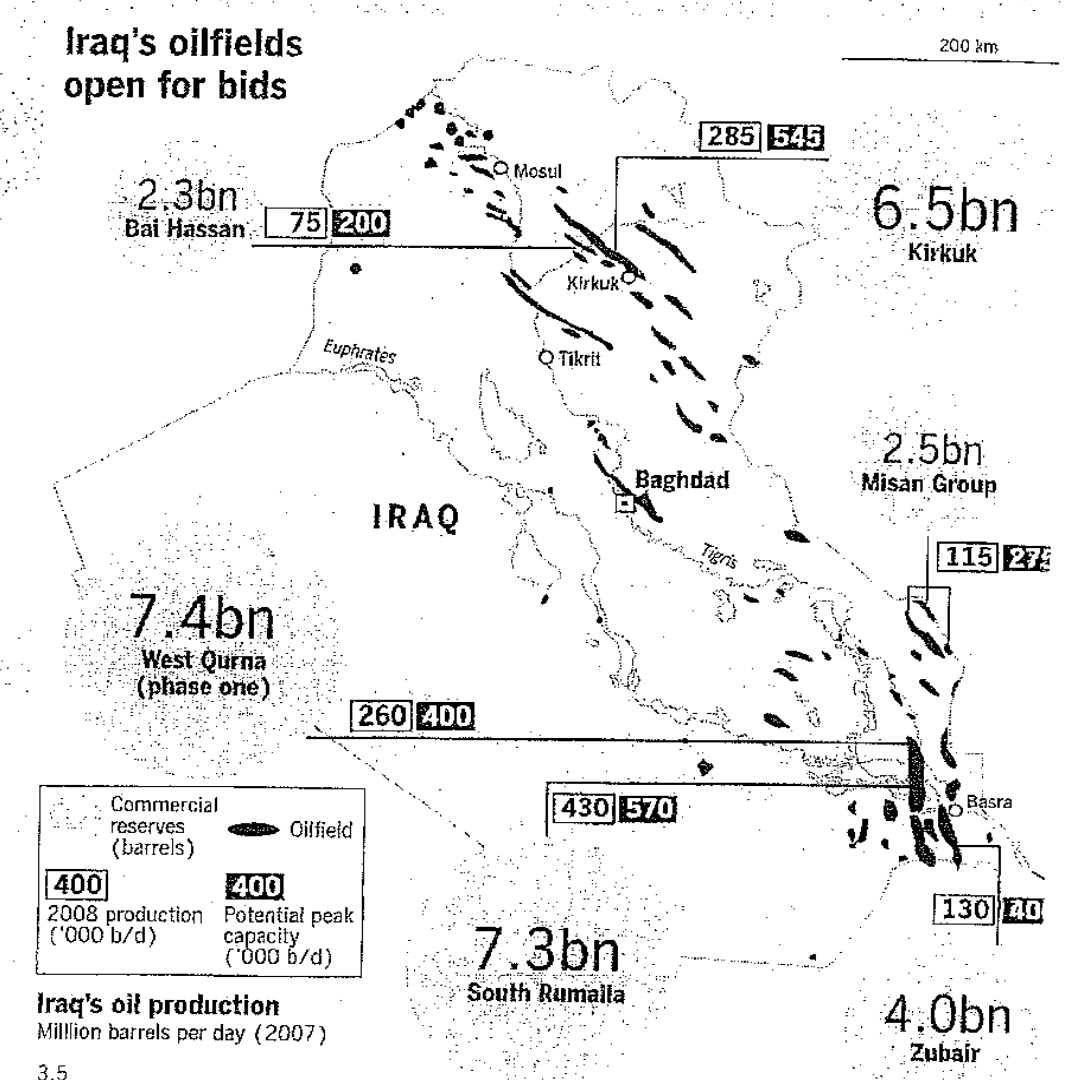 Iraq's oilfields
open for bids
200 km
285 545
Mosul
2.3bn
Bai Hassan
75 200
6.5bn
Kirkuk
Kirkuk
Euphrates
Tikrit
2.5bn
Misan Group
Baghdad
IRAQ
Tigris
115
7.4bn
West Qurna
(phase one)
260 400
430 570
Basra
Commercial
reserves
(barrels)
Oilfield
400
2008 production
('000 b/d)
400
Potential peak
capacity
('000 b/d)
130
7.3bn
South Rumaila
4.0bn
Zubair
Iraq's oil production
Million barrels per day (2007)
3.5